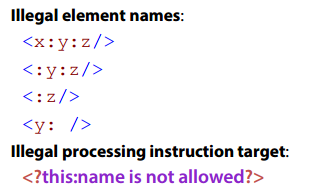 Illegal element names:
<x:y:z/>
<:y:z/>
<:z/>
<y: />
Illegal processing instruction target:
<?this:name is not allowed?>